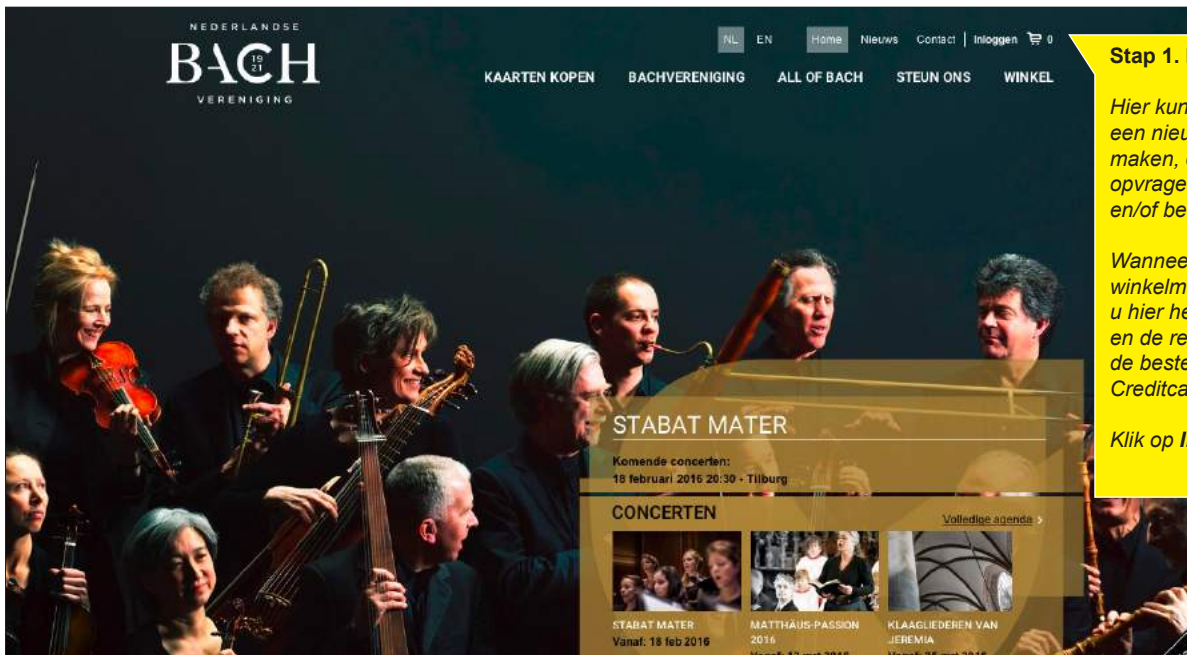 NEDERLANDSE
BACH
19
21
VERENIGING
NL EN Home Nieuws Contact | Inloggen 0
KAARTEN KOPEN BACHVERENIGING ALL OF BACH STEUN ONS WINKEL
STABAT MATER
Komende concerten:
18 februari 2016 20:30 - Tilburg
CONCERTEN
Volledige agenda >
STABAT MATER
Vanaf: 18 feb 2016
MATTHÄUS-PASSION
2016
KLAAGLIEDEREN VAN
JEREMIA
Stap 1.
Hier kun
een nieu
maken,
opvrage
en/of be
Wannee
winkelm
u hier he
en de re
de beste
Creditca
Klik op